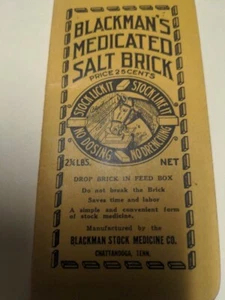 BLACKMAN'S
MEDICATED
SALT BRICK
PRICE 25 CENTS
STOCK LICK IT
STOCK LIKE IT
NO DOSING
NO DRENCHING
2¼ LBS. NET
DROP BRICK IN FEED BOX
Do not break the Brick
Saves time and labor
A simple and convenient form
of stock medicine,
Manufactured by the
BLACKMAN STOCK MEDICINE CO.
CHATTANOOGA, TENN.